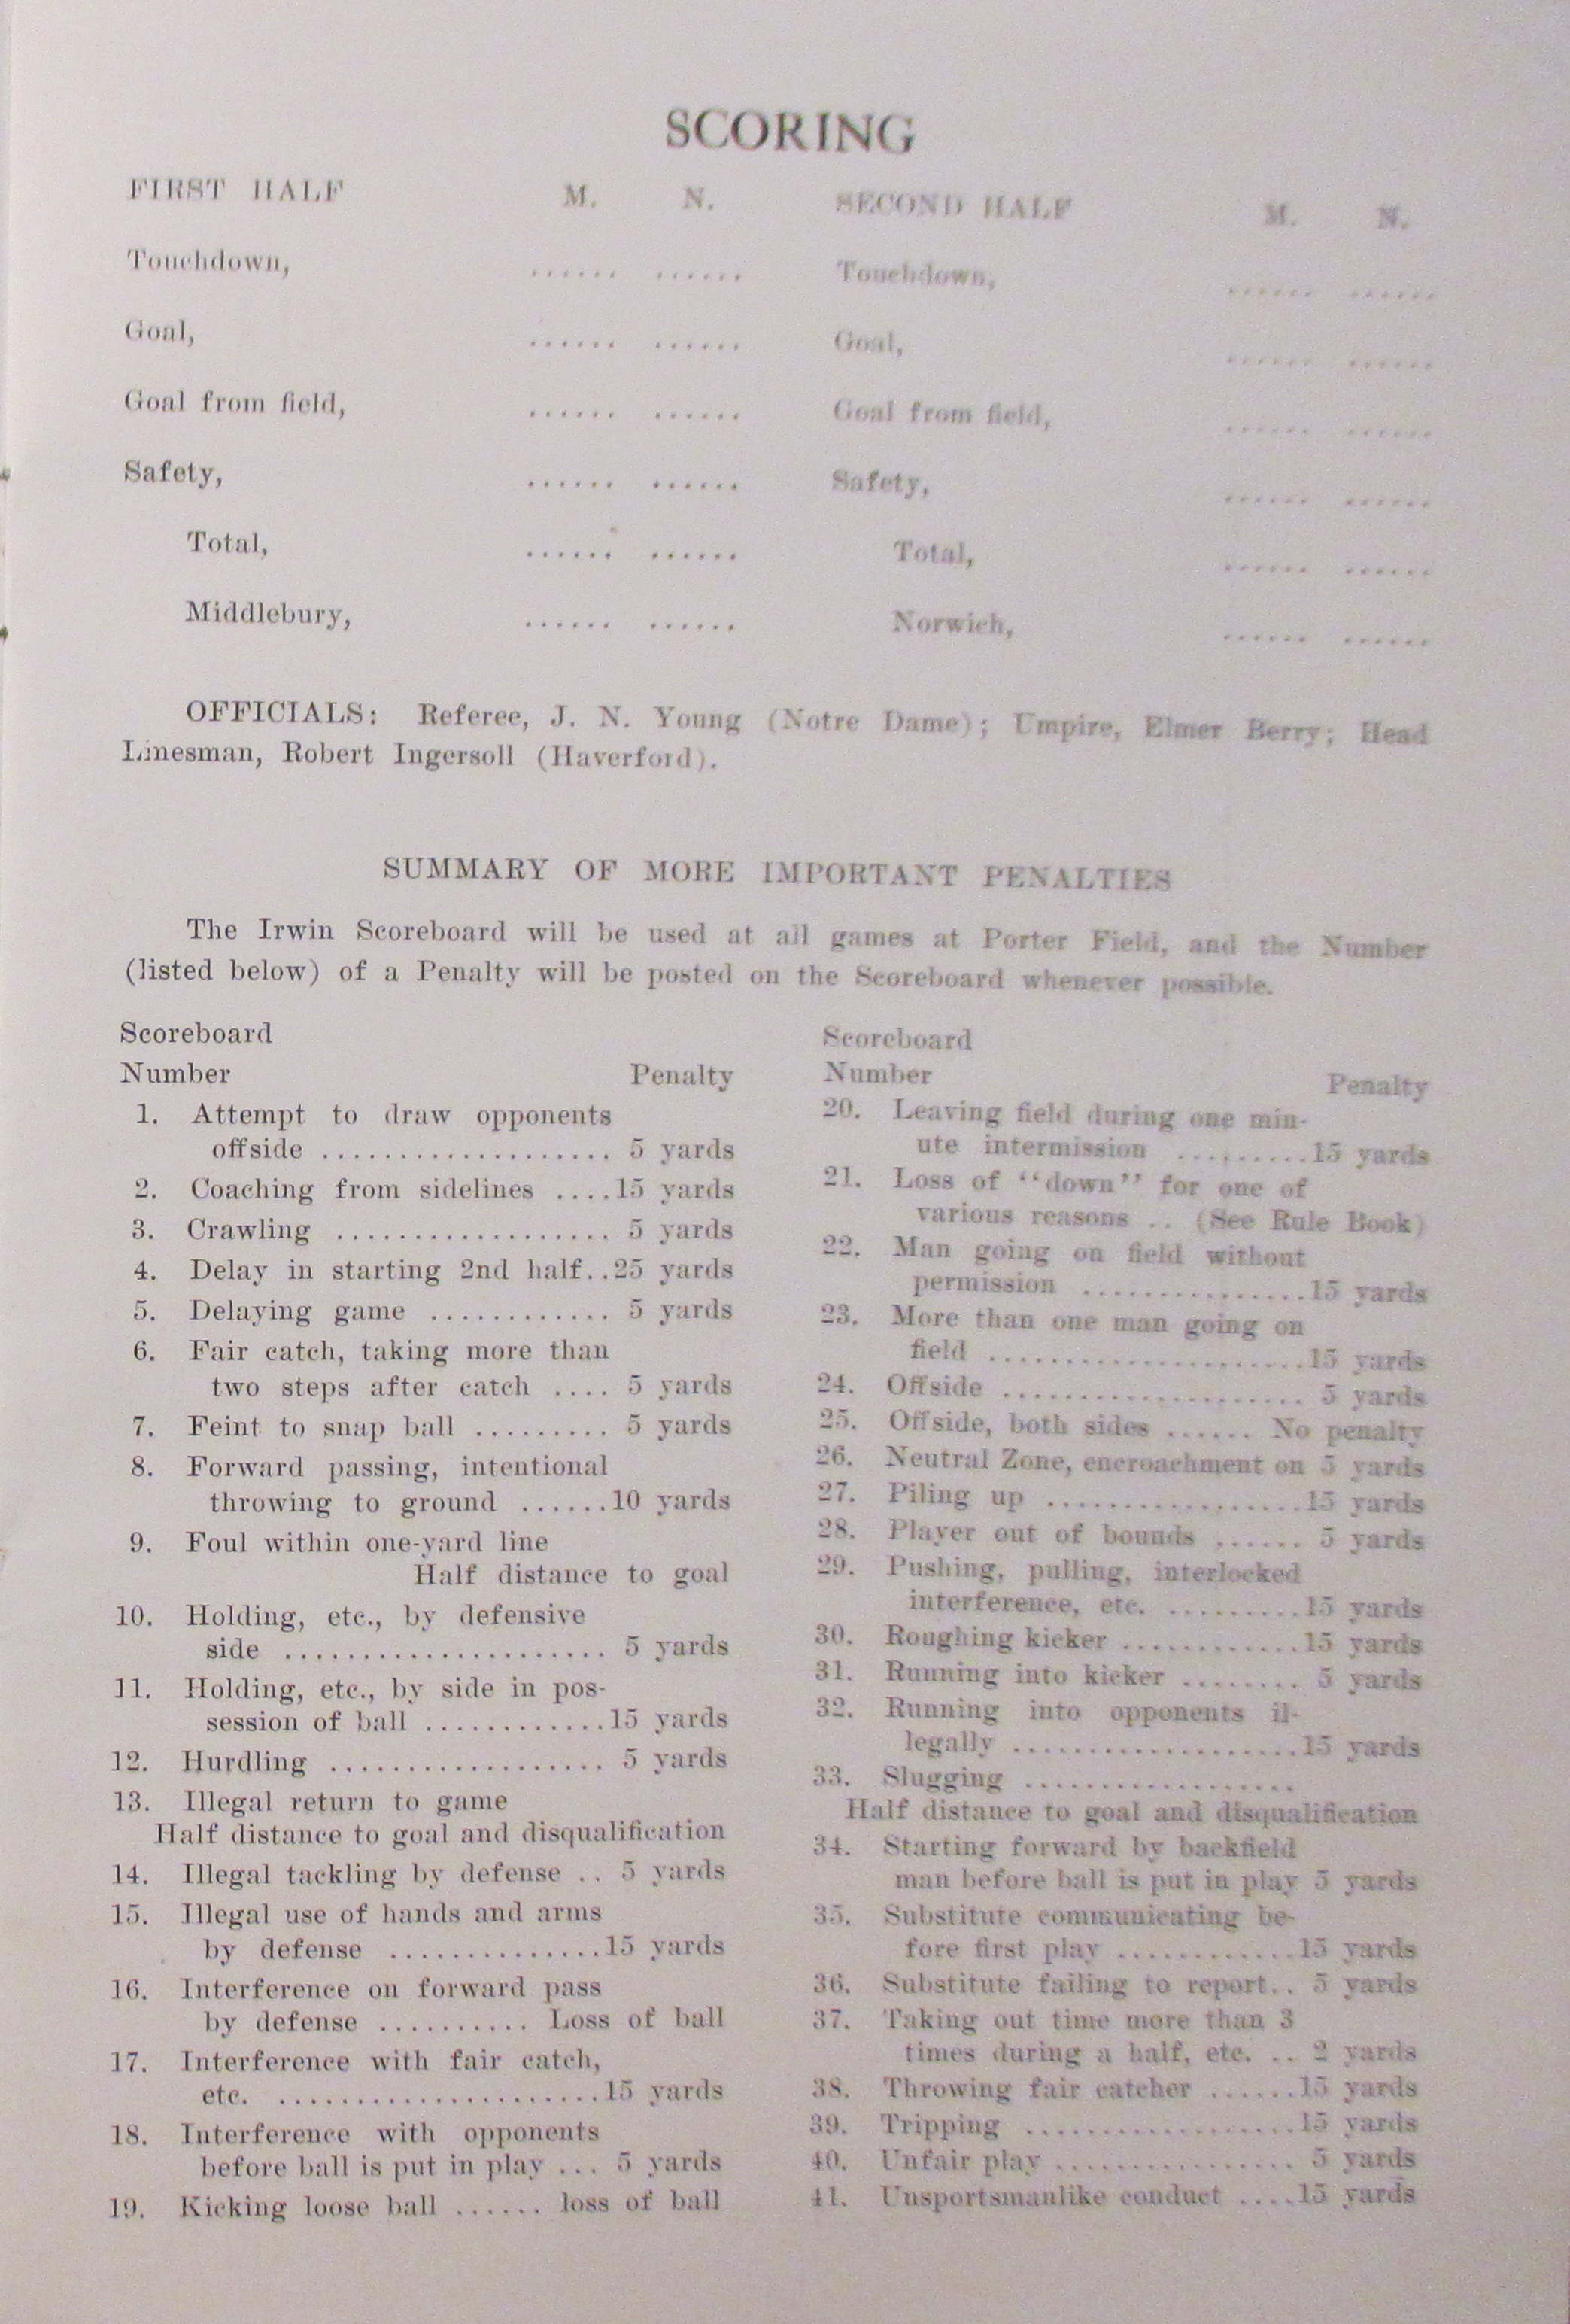 SCORING
FIRST HALF M. N.
Touchdown, ...... ......
Goal, ...... ......
Goal from field, ...... ......
Safety, ...... ......
Total, ...... ......
Middlebury, ...... ......
SECOND HALF M. N.
Touchdown, ...... ......
Goal, ...... ......
Goal from field, ...... ......
Safety, ...... ......
Total, ...... ......
Norwich, ...... ......
OFFICIALS: Referee, J. N. Young (Notre Dame); Umpire, Elmer Berry; Head
Linesman, Robert Ingersoll (Haverford).
SUMMARY OF MORE IMPORTANT PENALTIES
The Irwin Scoreboard will be used at all games at Porter Field, and the Number
(listed below) of a Penalty will be posted on the Scoreboard whenever possible.
Scoreboard
Number Penalty
1. Attempt to draw opponents
offside ................... 5 yards
2. Coaching from sidelines ....15 yards
3. Crawling .................. 5 yards
4. Delay in starting 2nd half..25 yards
5. Delaying game ............ 5 yards
6. Fair catch, taking more than
two steps after catch .... 5 yards
7. Feint to snap ball ......... 5 yards
8. Forward passing, intentional
throwing to ground ......10 yards
9. Foul within one-yard line
Half distance to goal
10. Holding, etc., by defensive
side ..................... 5 yards
11. Holding, etc., by side in pos-
session of ball ............15 yards
12. Hurdling .................. 5 yards
13. Illegal return to game
Half distance to goal and disqualification
14. Illegal tackling by defense .. 5 yards
15. Illegal use of hands and arms
by defense ..............15 yards
16. Interference on forward pass
by defense .......... Loss of ball
17. Interference with fair catch,
etc. .....................15 yards
18. Interference with opponents
before ball is put in play ... 5 yards
19. Kicking loose ball ...... loss of ball
Scoreboard
Number Penalty
20. Leaving field during one min-
ute intermission .........15 yards
21. Loss of "down" for one of
various reasons .. (See Rule Book)
22. Man going on field without
permission ...............15 yards
23. More than one man going on
field .....................15 yards
24. Offside .................... 5 yards
25. Offside, both sides ...... No penalty
26. Neutral Zone, encroachment on 5 yards
27. Piling up .................15 yards
28. Player out of bounds ...... 5 yards
29. Pushing, pulling, interlocked
interference, etc. .........15 yards
30. Roughing kicker ............15 yards
31. Running into kicker ........ 5 yards
32. Running into opponents il-
legally ...................15 yards
33. Slugging ..................
Half distance to goal and disqualification
34. Starting forward by backfield
man before ball is put in play 5 yards
35. Substitute communicating be-
fore first play ............15 yards
36. Substitute failing to report.. 5 yards
37. Taking out time more than 3
times during a half, etc. .. 2 yards
38. Throwing fair catcher ......15 yards
39. Tripping ..................15 yards
40. Unfair play ................ 5 yards
41. Unsportsmanlike conduct ....15 yards